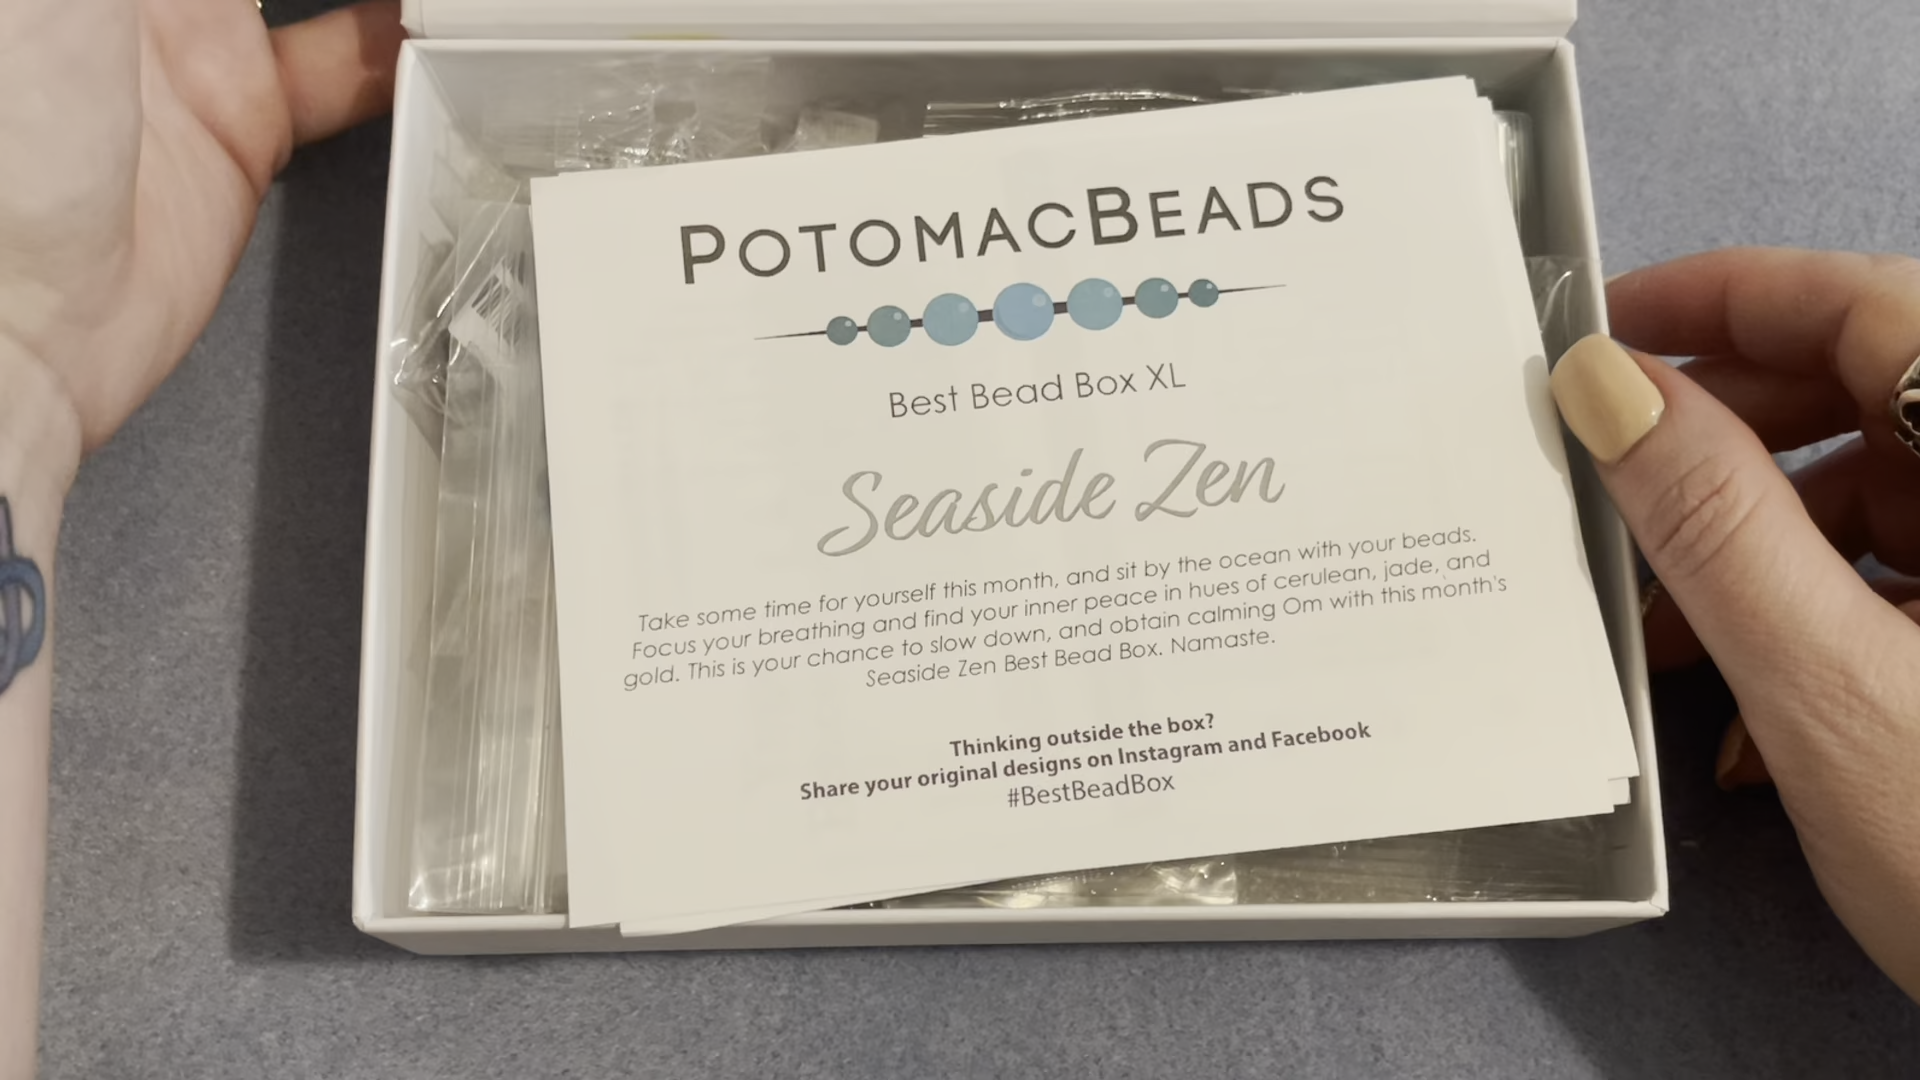 POTOMACBEADS
Best Bead Box XL
Seaside Zen
Take some time for yourself this month, and sit by the ocean with your beads.
Focus your breathing and find your inner peace in hues of cerulean, jade, and
gold. This is your chance to slow down, and obtain calming Om with this month's
Seaside Zen Best Bead Box. Namaste.
Thinking outside the box?
Share your original designs on Instagram and Facebook
#BestBeadBox